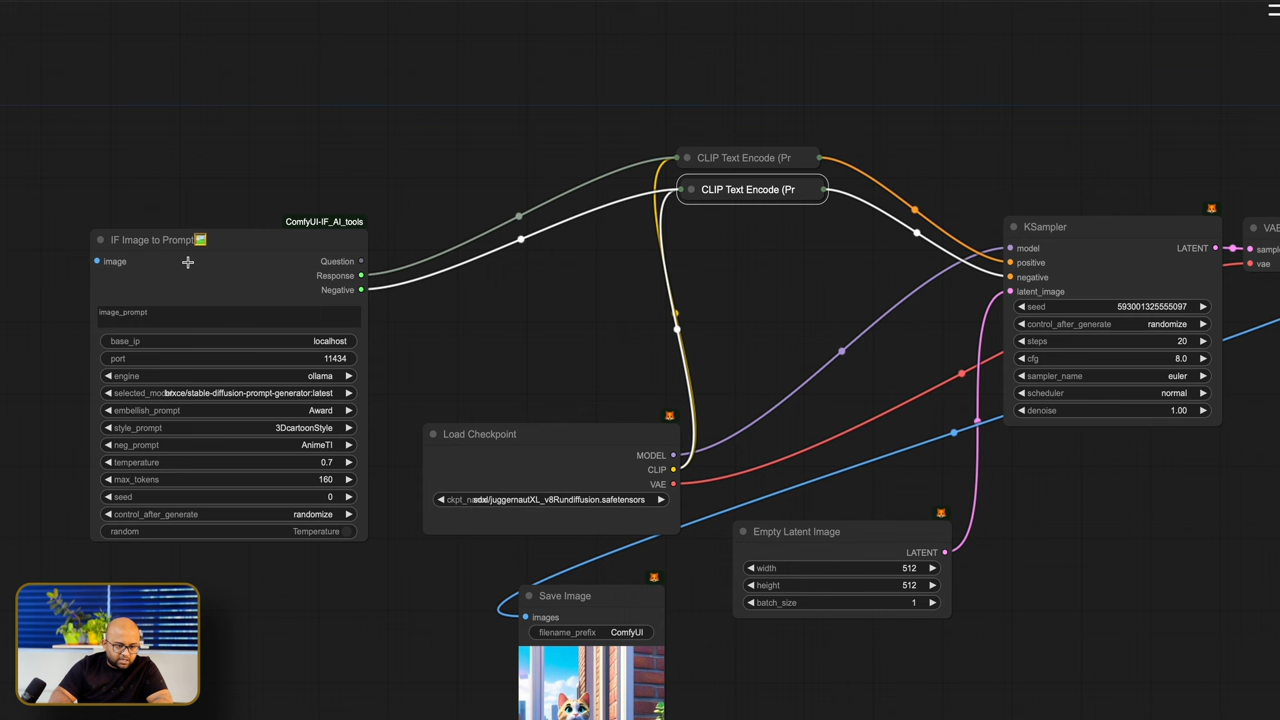 CLIP Text Encode (Pr
CLIP Text Encode (Pr
ComfyUI-IF_AI_tools
IF Image to Prompt
image
Question
Response
Negative
image_prompt
base_ip localhost
port 11434
engine ollama
brxce/stable-diffusion-prompt-generator:latest
embellish_prompt Award
style_prompt 3DcartoonStyle
neg_prompt AnimeTI
temperature 0.7
max_tokens 160
seed 0
control_after_generate randomize
random Temperature
Load Checkpoint
MODEL
CLIP
VAE
sdxl/juggernautXL_v8Rundiffusion.safetensors
Save Image
images
filename_prefix ComfyUI
Empty Latent Image
LATENT
width 512
height 512
batch_size 1
KSampler
model LATENT
positive
negative
latent_image
seed 593001325555097
control_after_generate randomize
steps 20
cfg 8.0
sampler_name euler
scheduler normal
denoise 1.00
VAE
vae